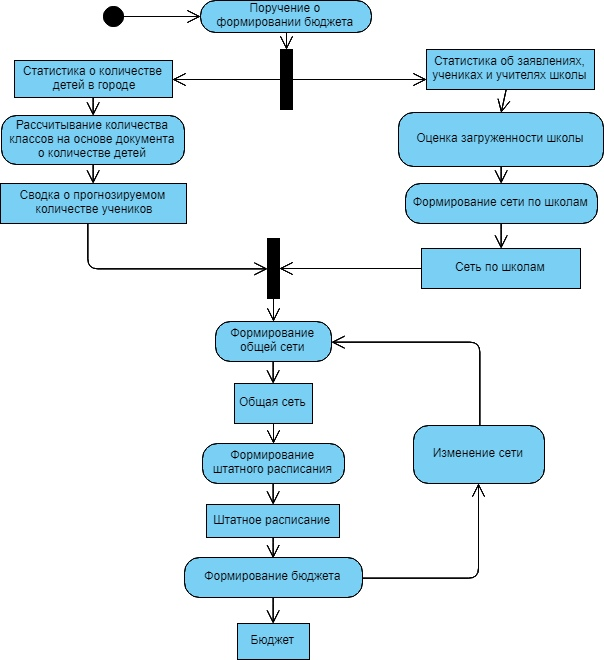 Поручение о
формировании бюджета
Статистика о количестве
детей в городе
Статистика об заявлениях,
учениках и учителях школы
Рассчитывание количества
классов на основе документа
о количестве детей
Оценка загруженности школы
Сводка о прогнозируемом
количестве учеников
Формирование сети по школам
Сеть по школам
Формирование
общей сети
Общая сеть
Формирование
штатного расписания
Изменение сети
Штатное расписание
Формирование бюджета
Бюджет